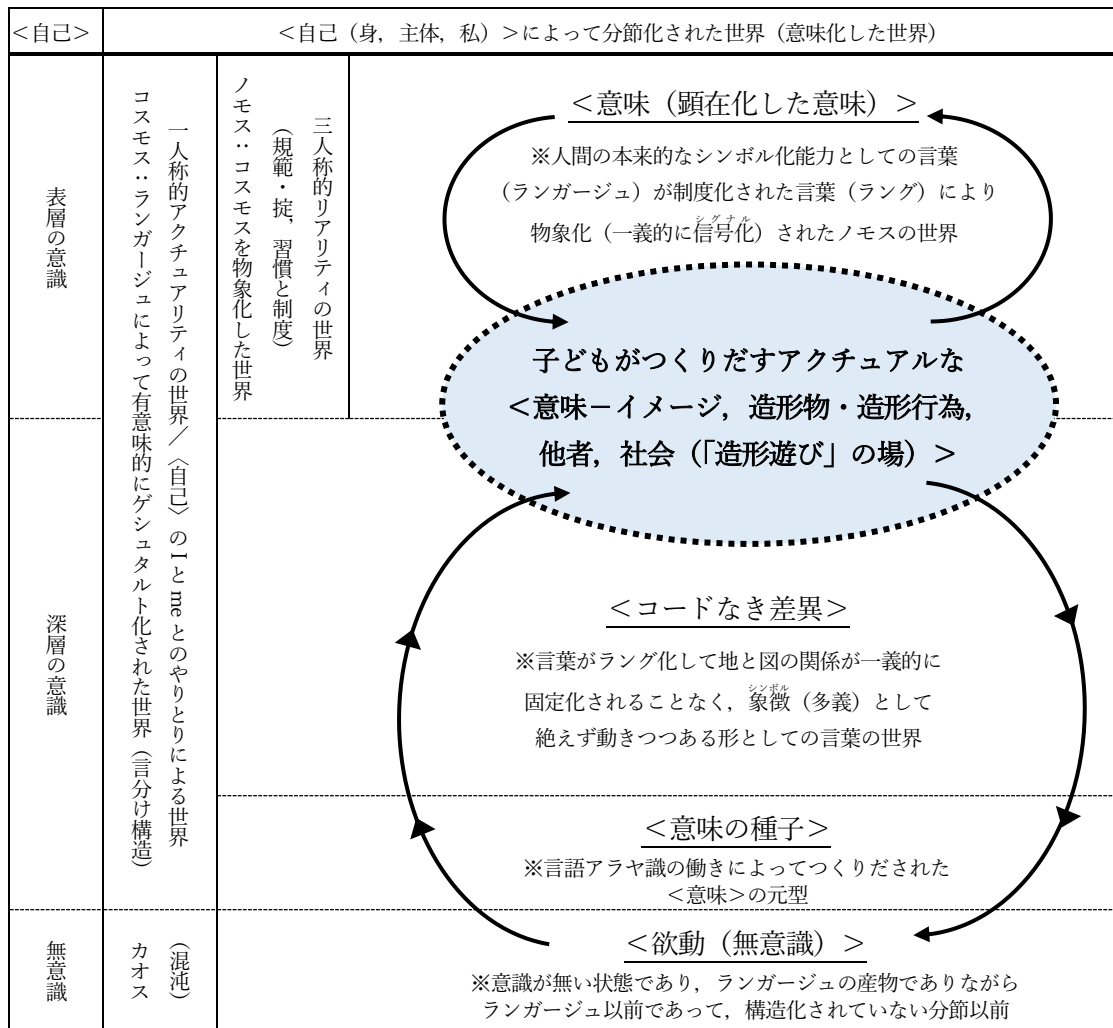 ＜自己＞
＜自己（身，主体，私）＞によって分節化された世界（意味化した世界）
表層の意識
深層の意識
無意識
一人称的アクチュアリティの世界／〈自己〉のIとmeとのやりとりによる世界
コスモス：ランガージュによって有意味的にゲシュタルト化された世界（言分け構造）
カオス
（混沌）
三人称的リアリティの世界
（規範・掟，習慣と制度）
ノモス：コスモスを物象化した世界
＜意味（顕在化した意味）＞
※人間の本来的なシンボル化能力としての言葉
（ランガージュ）が制度化された言葉（ラング）により
シグナル
物象化（一義的に信号化）されたノモスの世界
子どもがつくりだすアクチュアルな
＜意味－イメージ，造形物・造形行為，
他者，社会（「造形遊び」の場）＞
＜コードなき差異＞
※言葉がラング化して地と図の関係が一義的に
シンボル
固定化されることなく，象徴（多義）として
絶えず動きつつある形としての言葉の世界
＜意味の種子＞
※言語アラヤ識の働きによってつくりだされた
＜意味＞の元型
＜欲動（無意識）＞
※意識が無い状態であり，ランガージュの産物でありながら
ランガージュ以前であって，構造化されていない分節以前